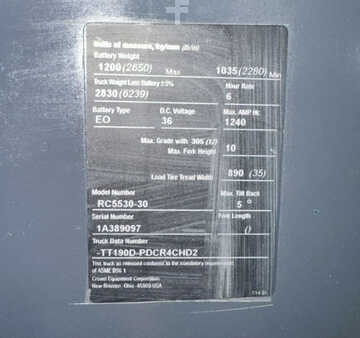 Units of measure, kg/mm (lb/in)
Battery Weight
1200 (2650) Max 1035 (2280) Min
Truck Weight Less Battery ±5% Hour Rate
2830 (6239) 6
Battery Type D.C. Voltage Max. AMP Hr.
EO 36 1240
Max. Grade with 305 (12)
Max. Fork Height 10
Load Tire Tread Width 890 (35)
Model Number Max. Tilt Back
RC5530-30 5 °
Serial Number Fork Length
1A389097 ()
Truck Data Number
-TT190D-PDCR4CHD2
This truck as released conforms to the mandatory requirements
of ASME B56.1
Crown Equipment Corporation
New Bremen, Ohio 45869 USA